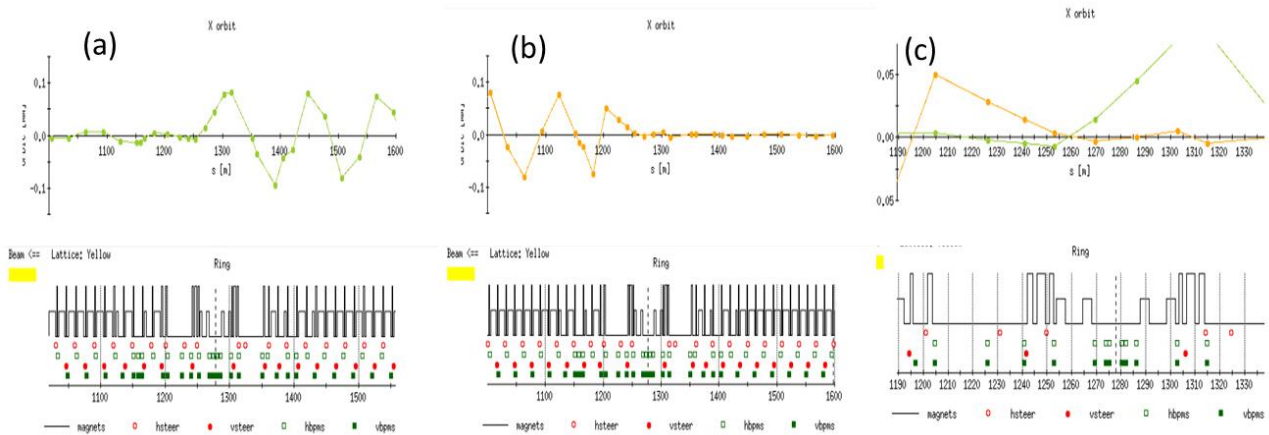 (a)
X orbit
0.1
0.0
-0.1
1100
1200
1300
1400
1500
1600
s [m]
Beam <== Lattice: Yellow
Ring
1100
1200
1300
1400
1500
magnets
hsteer
vsteer
hbpms
vbpms
(b)
X orbit
0.1
0.0
-0.1
1100
1200
1300
1400
1500
1600
s [m]
Beam <== Lattice: Yellow
Ring
1100
1200
1300
1400
1500
1600
magnets
hsteer
vsteer
hbpms
vbpms
(c)
X orbit
0.05
0.00
0.05
1190 1200 1210 1220 1230 1240 1250 1260 1270 1280 1290 1300 1310 1320 1330
s [m]
Ring
1190 1200 1210 1220 1230 1240 1250 1260 1270 1280 1290 1300 1310 1320 1330
magnets
hsteer
vsteer
hbpms
vbpms